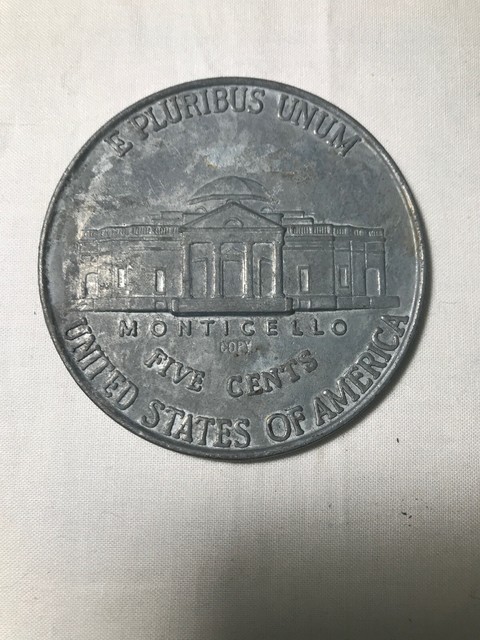 E PLURIBUS UNUM
MONTICELLO
COPY
FIVE CENTS
UNITED STATES OF AMERICA